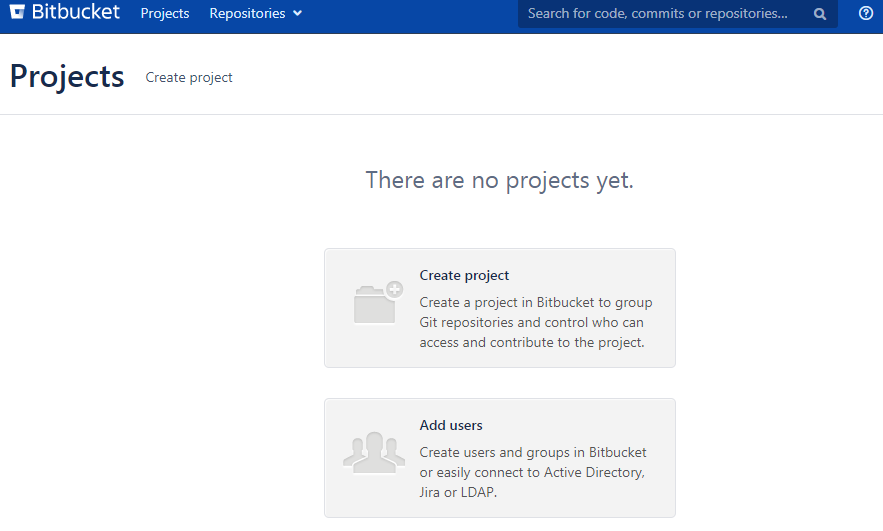 Bitbucket Projects Repositories Search for code, commits or repositories...
Projects Create project
There are no projects yet.
Create project
Create a project in Bitbucket to group
Git repositories and control who can
access and contribute to the project.
Add users
Create users and groups in Bitbucket
or easily connect to Active Directory,
Jira or LDAP.